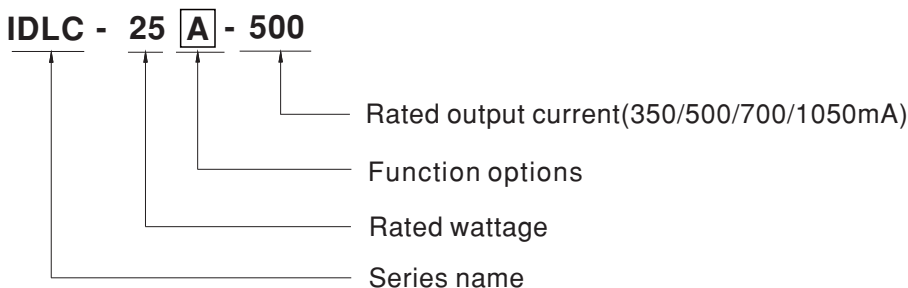 IDLC - 25 A - 500
Rated output current(350/500/700/1050mA)
Function options
Rated wattage
Series name